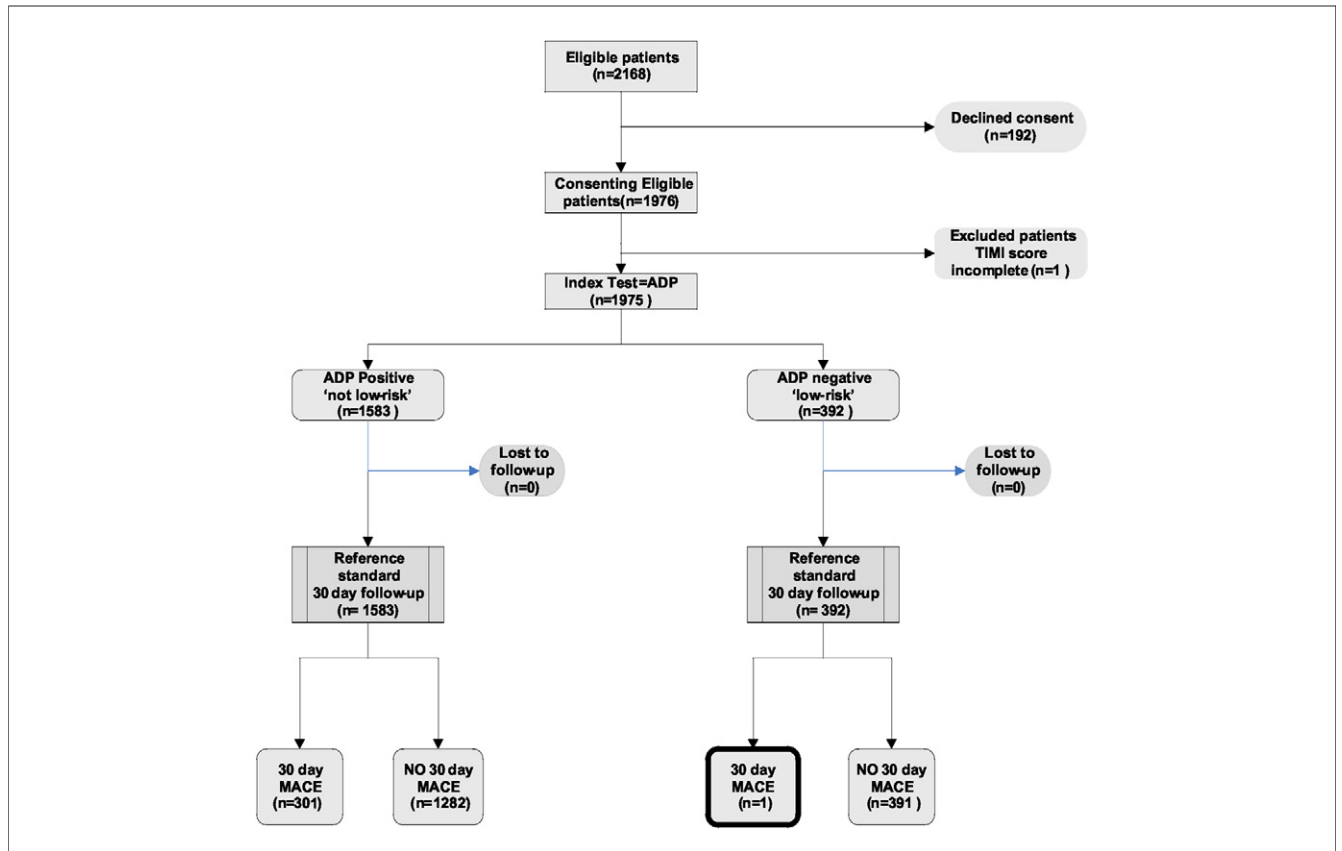 Eligible patients
(n=2168)
Declined consent
(n=192)
Consenting Eligible
patients(n=1976)
Excluded patients
TIMI score
incomplete (n=1 )
Index Test=ADP
(n=1975 )
ADP Positive
‘not low-risk’
(n=1583 )
ADP negative
‘low-risk’
(n=392 )
Lost to
follow-up
(n=0)
Lost to
follow-up
(n=0)
Reference
standard
30 day follow-up
(n= 1583)
Reference
standard
30 day follow-up
(n= 392)
30 day
MACE
(n=301)
NO 30 day
MACE
(n=1282)
30 day
MACE
(n=1)
NO 30 day
MACE
(n=391 )